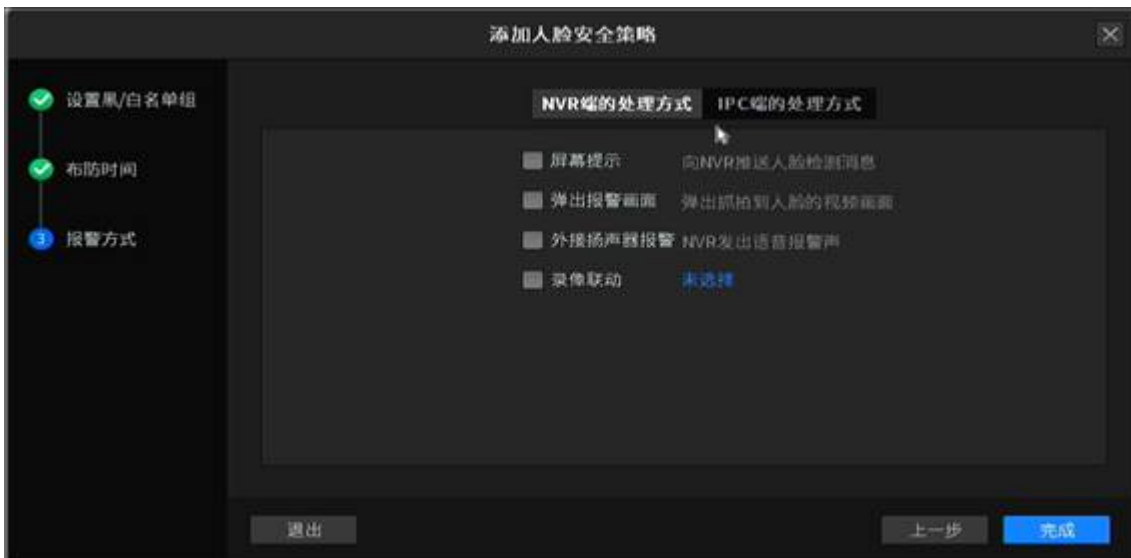 添加人脸安全策略
设置黑/白名单组
布防时间
3 报警方式
NVR端的处理方式 IPC端的处理方式
屏幕提示 向NVR推送人脸检测消息
弹出报警画面 弹出抓拍到人脸的视频画面
外接扬声器报警 NVR发出语音报警声
录像联动 未选择
退出 上一步 完成